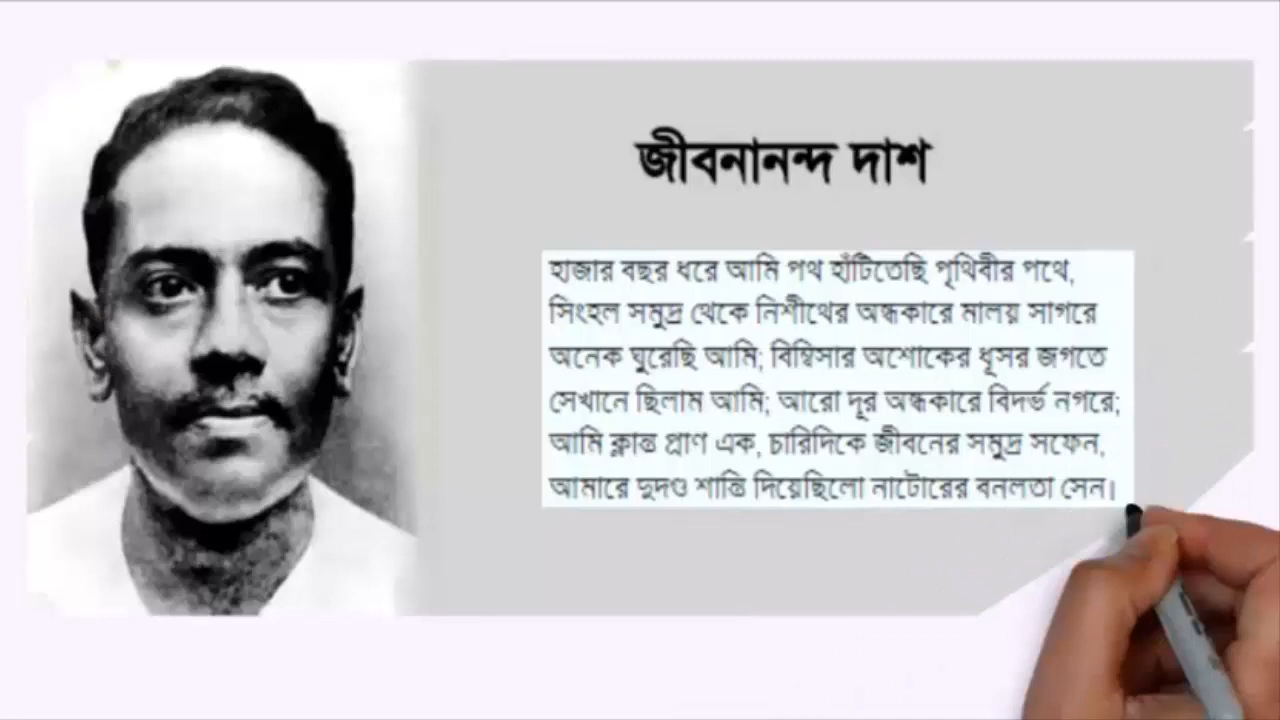 জীবনানন্দ দাশ
হাজার বছর ধরে আমি পথ হাঁটিতেছি পৃথিবীর পথে,
সিংহল সমুদ্র থেকে নিশীথের অন্ধকারে মালয় সাগরে
অনেক ঘুরেছি আমি; বিম্বিসার অশোকের ধূসর জগতে
সেখানে ছিলাম আমি; আরো দূর অন্ধকারে বিদর্ভ নগরে;
আমি ক্লান্ত প্রাণ এক, চারিদিকে জীবনের সমুদ্র সফেন,
আমারে দুদণ্ড শান্তি দিয়েছিলো নাটোরের বনলতা সেন।